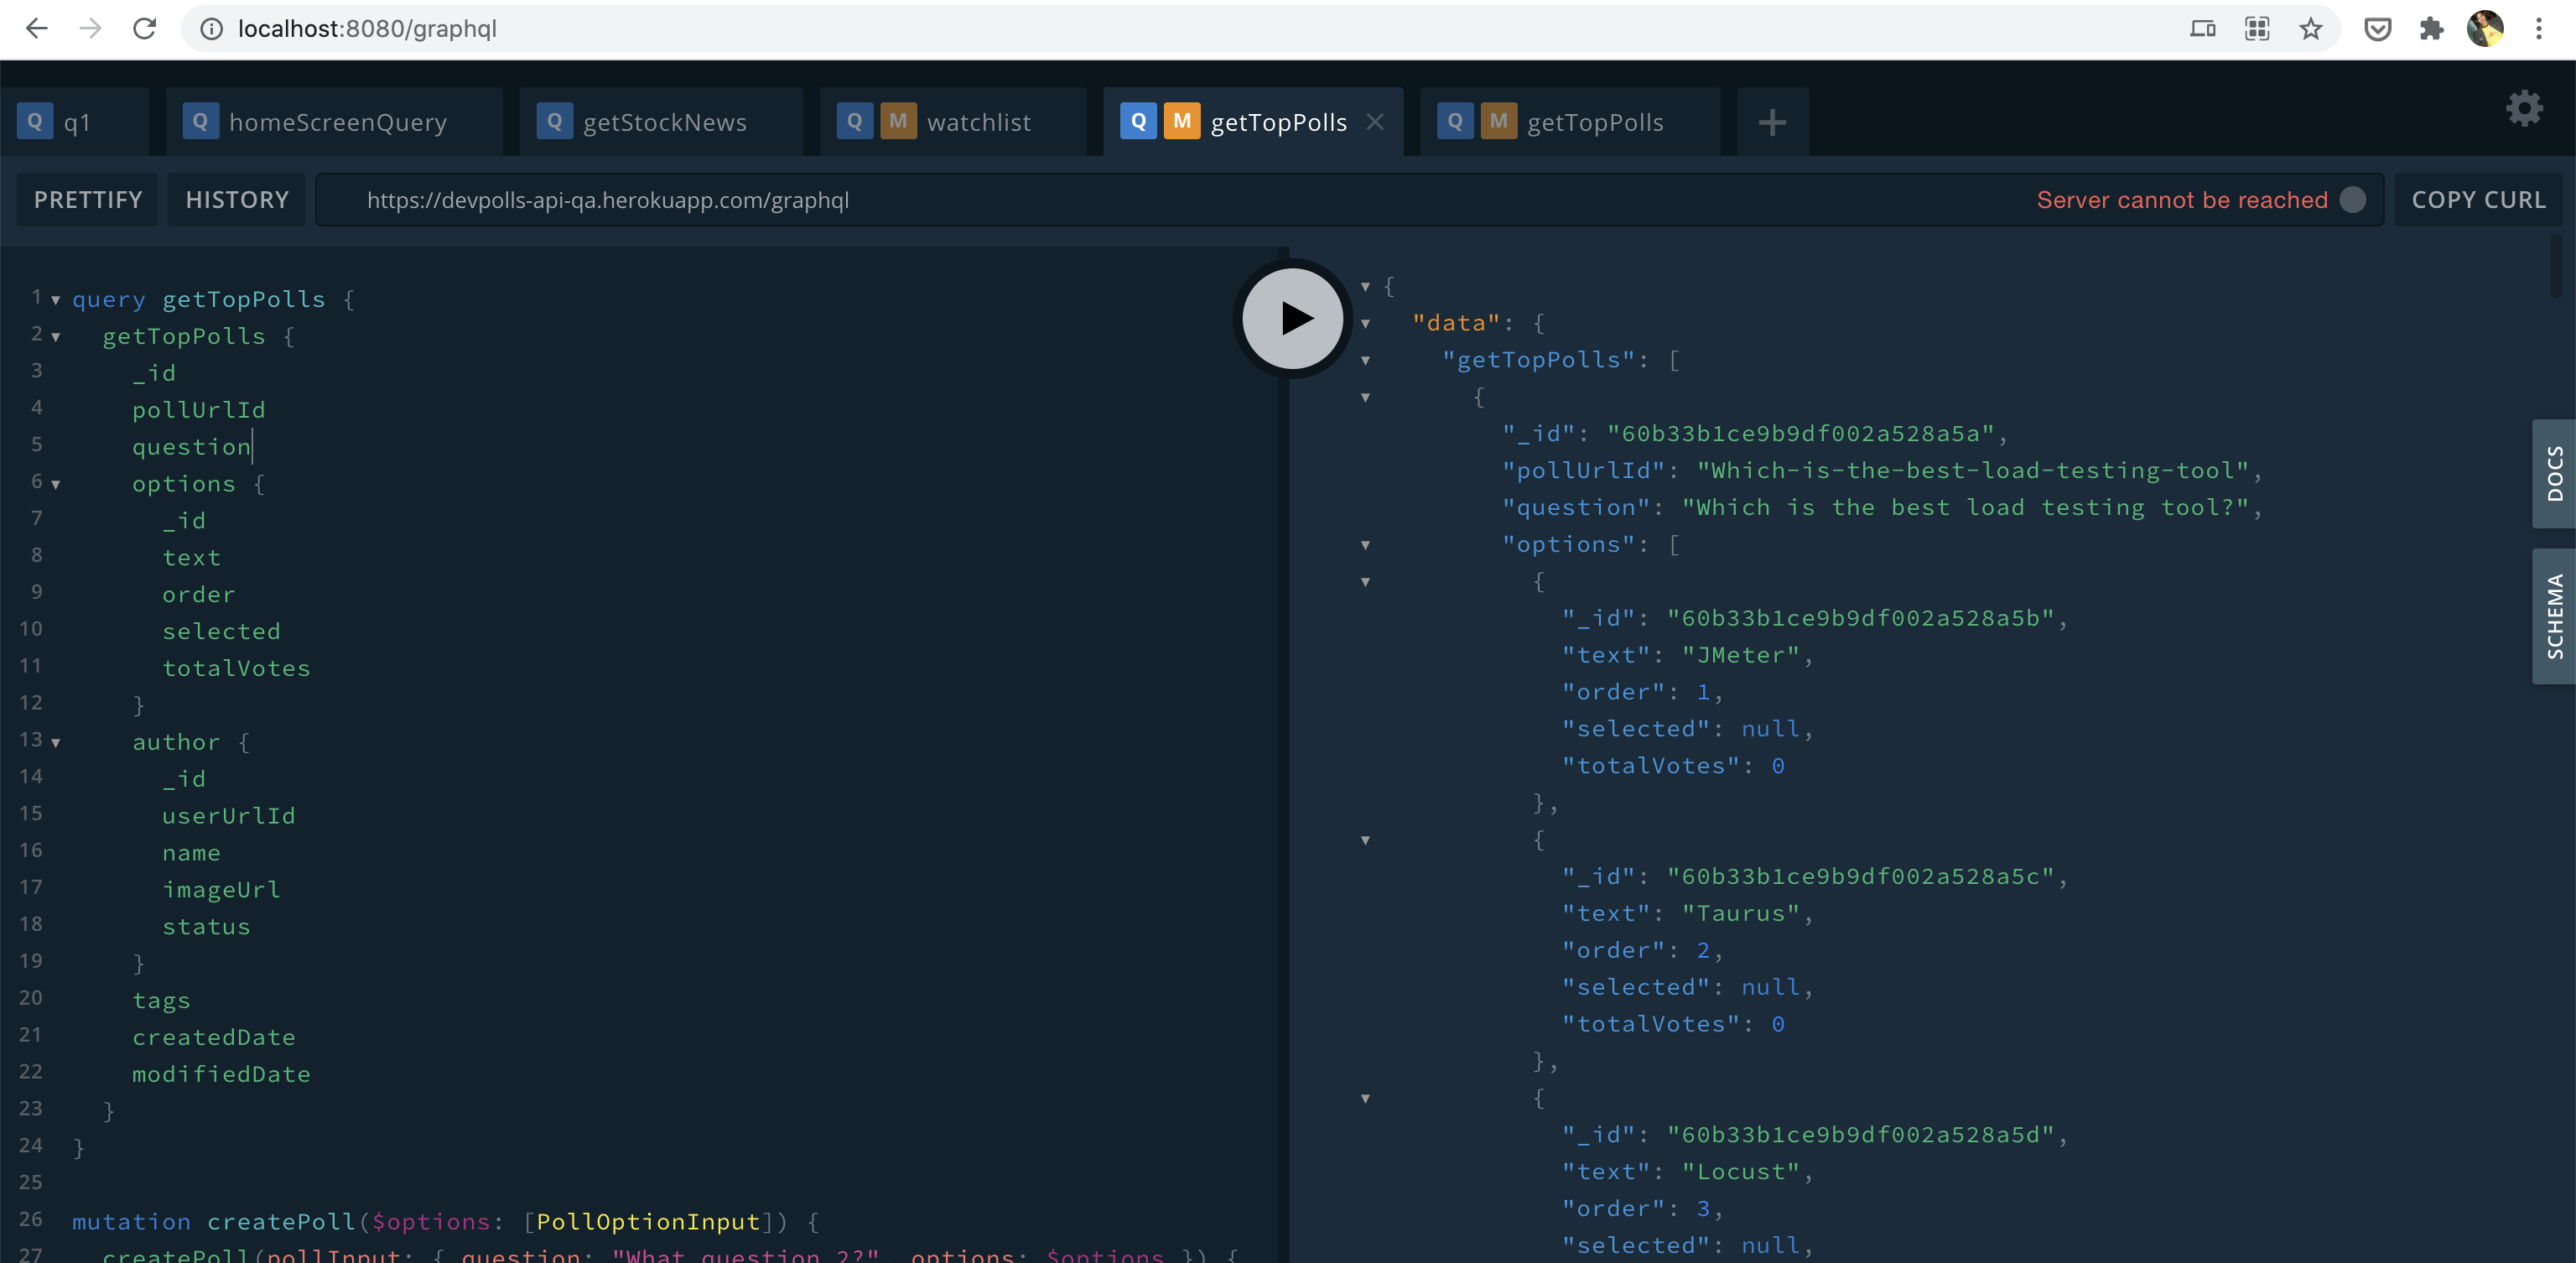 localhost:8080/graphql
Q q1
Q homeScreenQuery
Q getStockNews
Q M watchlist
Q M getTopPolls
Q M getTopPolls
PRETTIFY
HISTORY
https://devpolls-api-qa.herokuapp.com/graphql
Server cannot be reached
COPY CURL
1 query getTopPolls {
2 getTopPolls {
3 _id
4 pollUrlId
5 question
6 options {
7 _id
8 text
9 order
10 selected
11 totalVotes
12 }
13 author {
14 _id
15 userUrlId
16 name
17 imageUrl
18 status
19 }
20 tags
21 createdDate
22 modifiedDate
23 }
24 }
25
26 mutation createPoll($options: [PollOptionInput]) {
27 createPoll(pollInput: { question: "What question 2?", options: $options }) {
{
"data": {
"getTopPolls": [
{
"_id": "60b33b1ce9b9df002a528a5a",
"pollUrlId": "Which-is-the-best-load-testing-tool",
"question": "Which is the best load testing tool?",
"options": [
{
"_id": "60b33b1ce9b9df002a528a5b",
"text": "JMeter",
"order": 1,
"selected": null,
"totalVotes": 0
},
{
"_id": "60b33b1ce9b9df002a528a5c",
"text": "Taurus",
"order": 2,
"selected": null,
"totalVotes": 0
},
{
"_id": "60b33b1ce9b9df002a528a5d",
"text": "Locust",
"order": 3,
"selected": null,
DOCS
SCHEMA